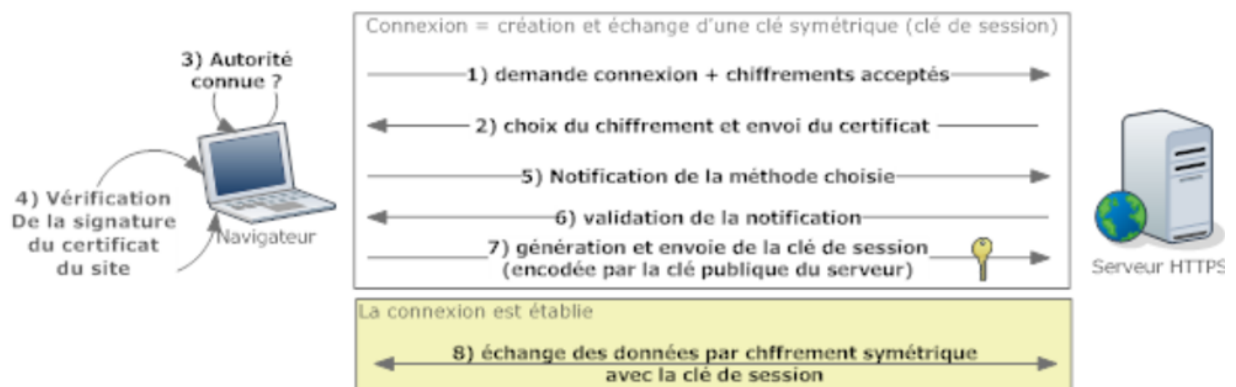 Connexion = création et échange d'une clé symétrique (clé de session)
3) Autorité
connue ?
1) demande connexion + chiffrements acceptés
2) choix du chiffrement et envoi du certificat
4) Vérification
De la signature
du certificat
du site
Navigateur
5) Notification de la méthode choisie
6) validation de la notification
7) génération et envoie de la clé de session
(encodée par la clé publique du serveur)
Serveur HTTPS
La connexion est établie
8) échange des données par chffrement symétrique
avec la clé de session